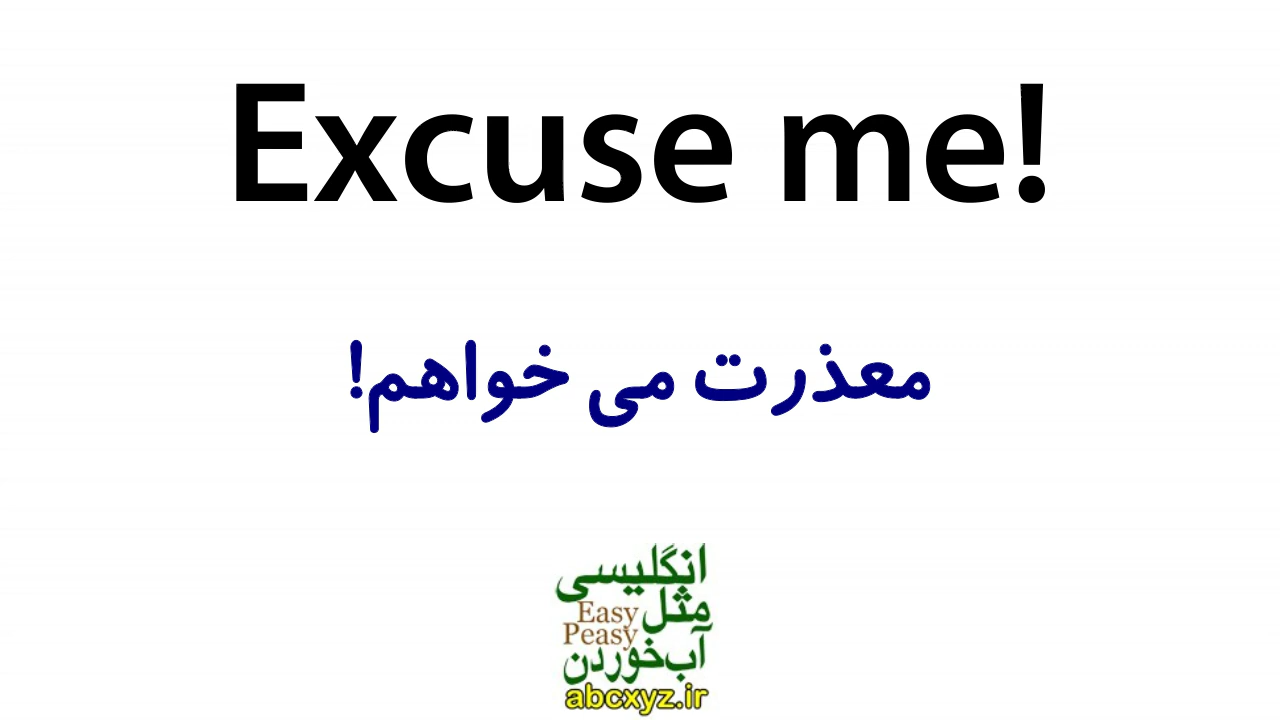 Excuse me!
معذرت می خواهم!
انگلیسی
مثل Easy
Peasy
آب‌خوردن
abcxyz.ir